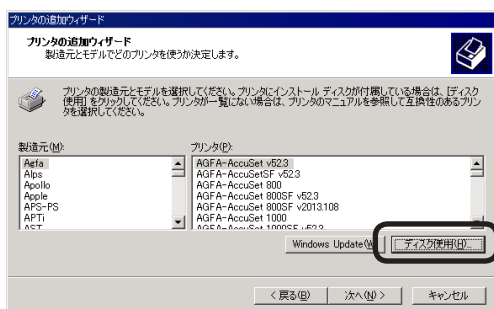 プリンタの追加ウィザード
プリンタの追加ウィザード
製造元とモデルでどのプリンタを使うか決定します。
プリンタの製造元とモデルを選択してください。プリンタにインストール ディスクが付属している場合は、[ディスク
使用] をクリックしてください。プリンタが一覧にない場合は、プリンタのマニュアルを参照して互換性のあるプリン
タを選択してください。
製造元(M):
プリンタ(P):
Agfa
Alps
Apollo
Apple
APS-PS
APTi
AST
AGFA-AccuSet v52.3
AGFA-AccuSetSF v52.3
AGFA-AccuSet 800
AGFA-AccuSet 800SF v52.3
AGFA-AccuSet 800SF v2013.108
AGFA-AccuSet 1000
AGFA-AccuSet 1000SF v52.3
Windows Update(W)
ディスク使用(H)...
< 戻る(B)
次へ(N) >
キャンセル